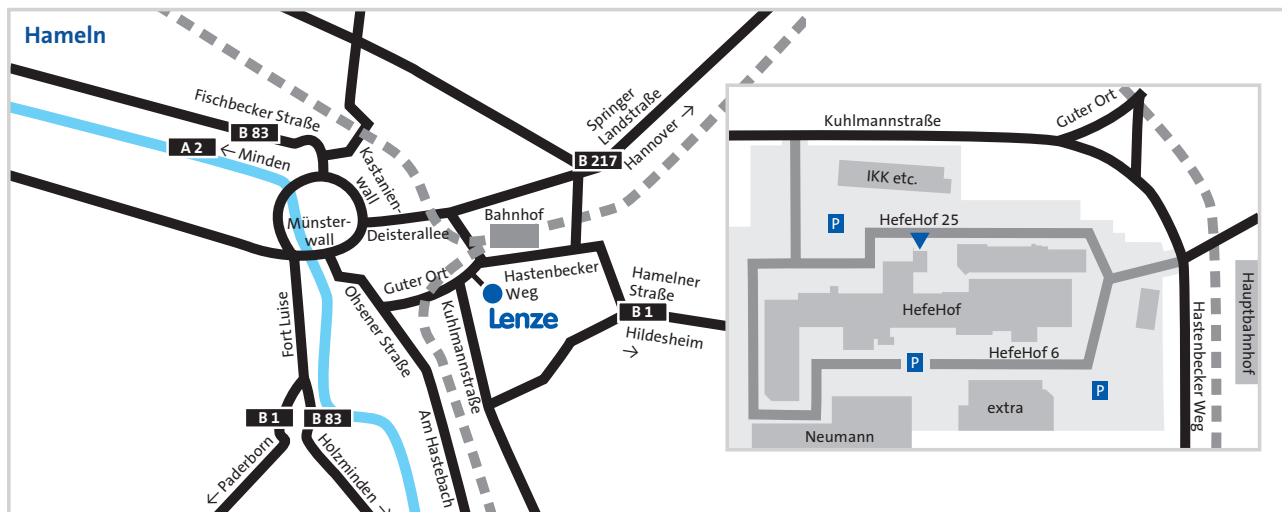 Hameln
Fischbecker Straße
B 83
A 2
← Minden
Kastanien-
wall
Münster-
wall
Deisterallee
Bahnhof
Springer
Landstraße
Hannover →
B 217
Guter Ort
Hastenbecker
Weg
Lenze
Hamelner
Straße
B 1
Hildesheim
→
Fort Luise
Ohsener Straße
Kuhlmannstraße
Am Hastebach
B 1
B 83
← Paderborn
Holzminden →
Kuhlmannstraße
Guter Ort
IKK etc.
P
HefeHof 25
HefeHof
HefeHof 6
P
P
extra
Neumann
Hastenbecker Weg
Hauptbahnhof